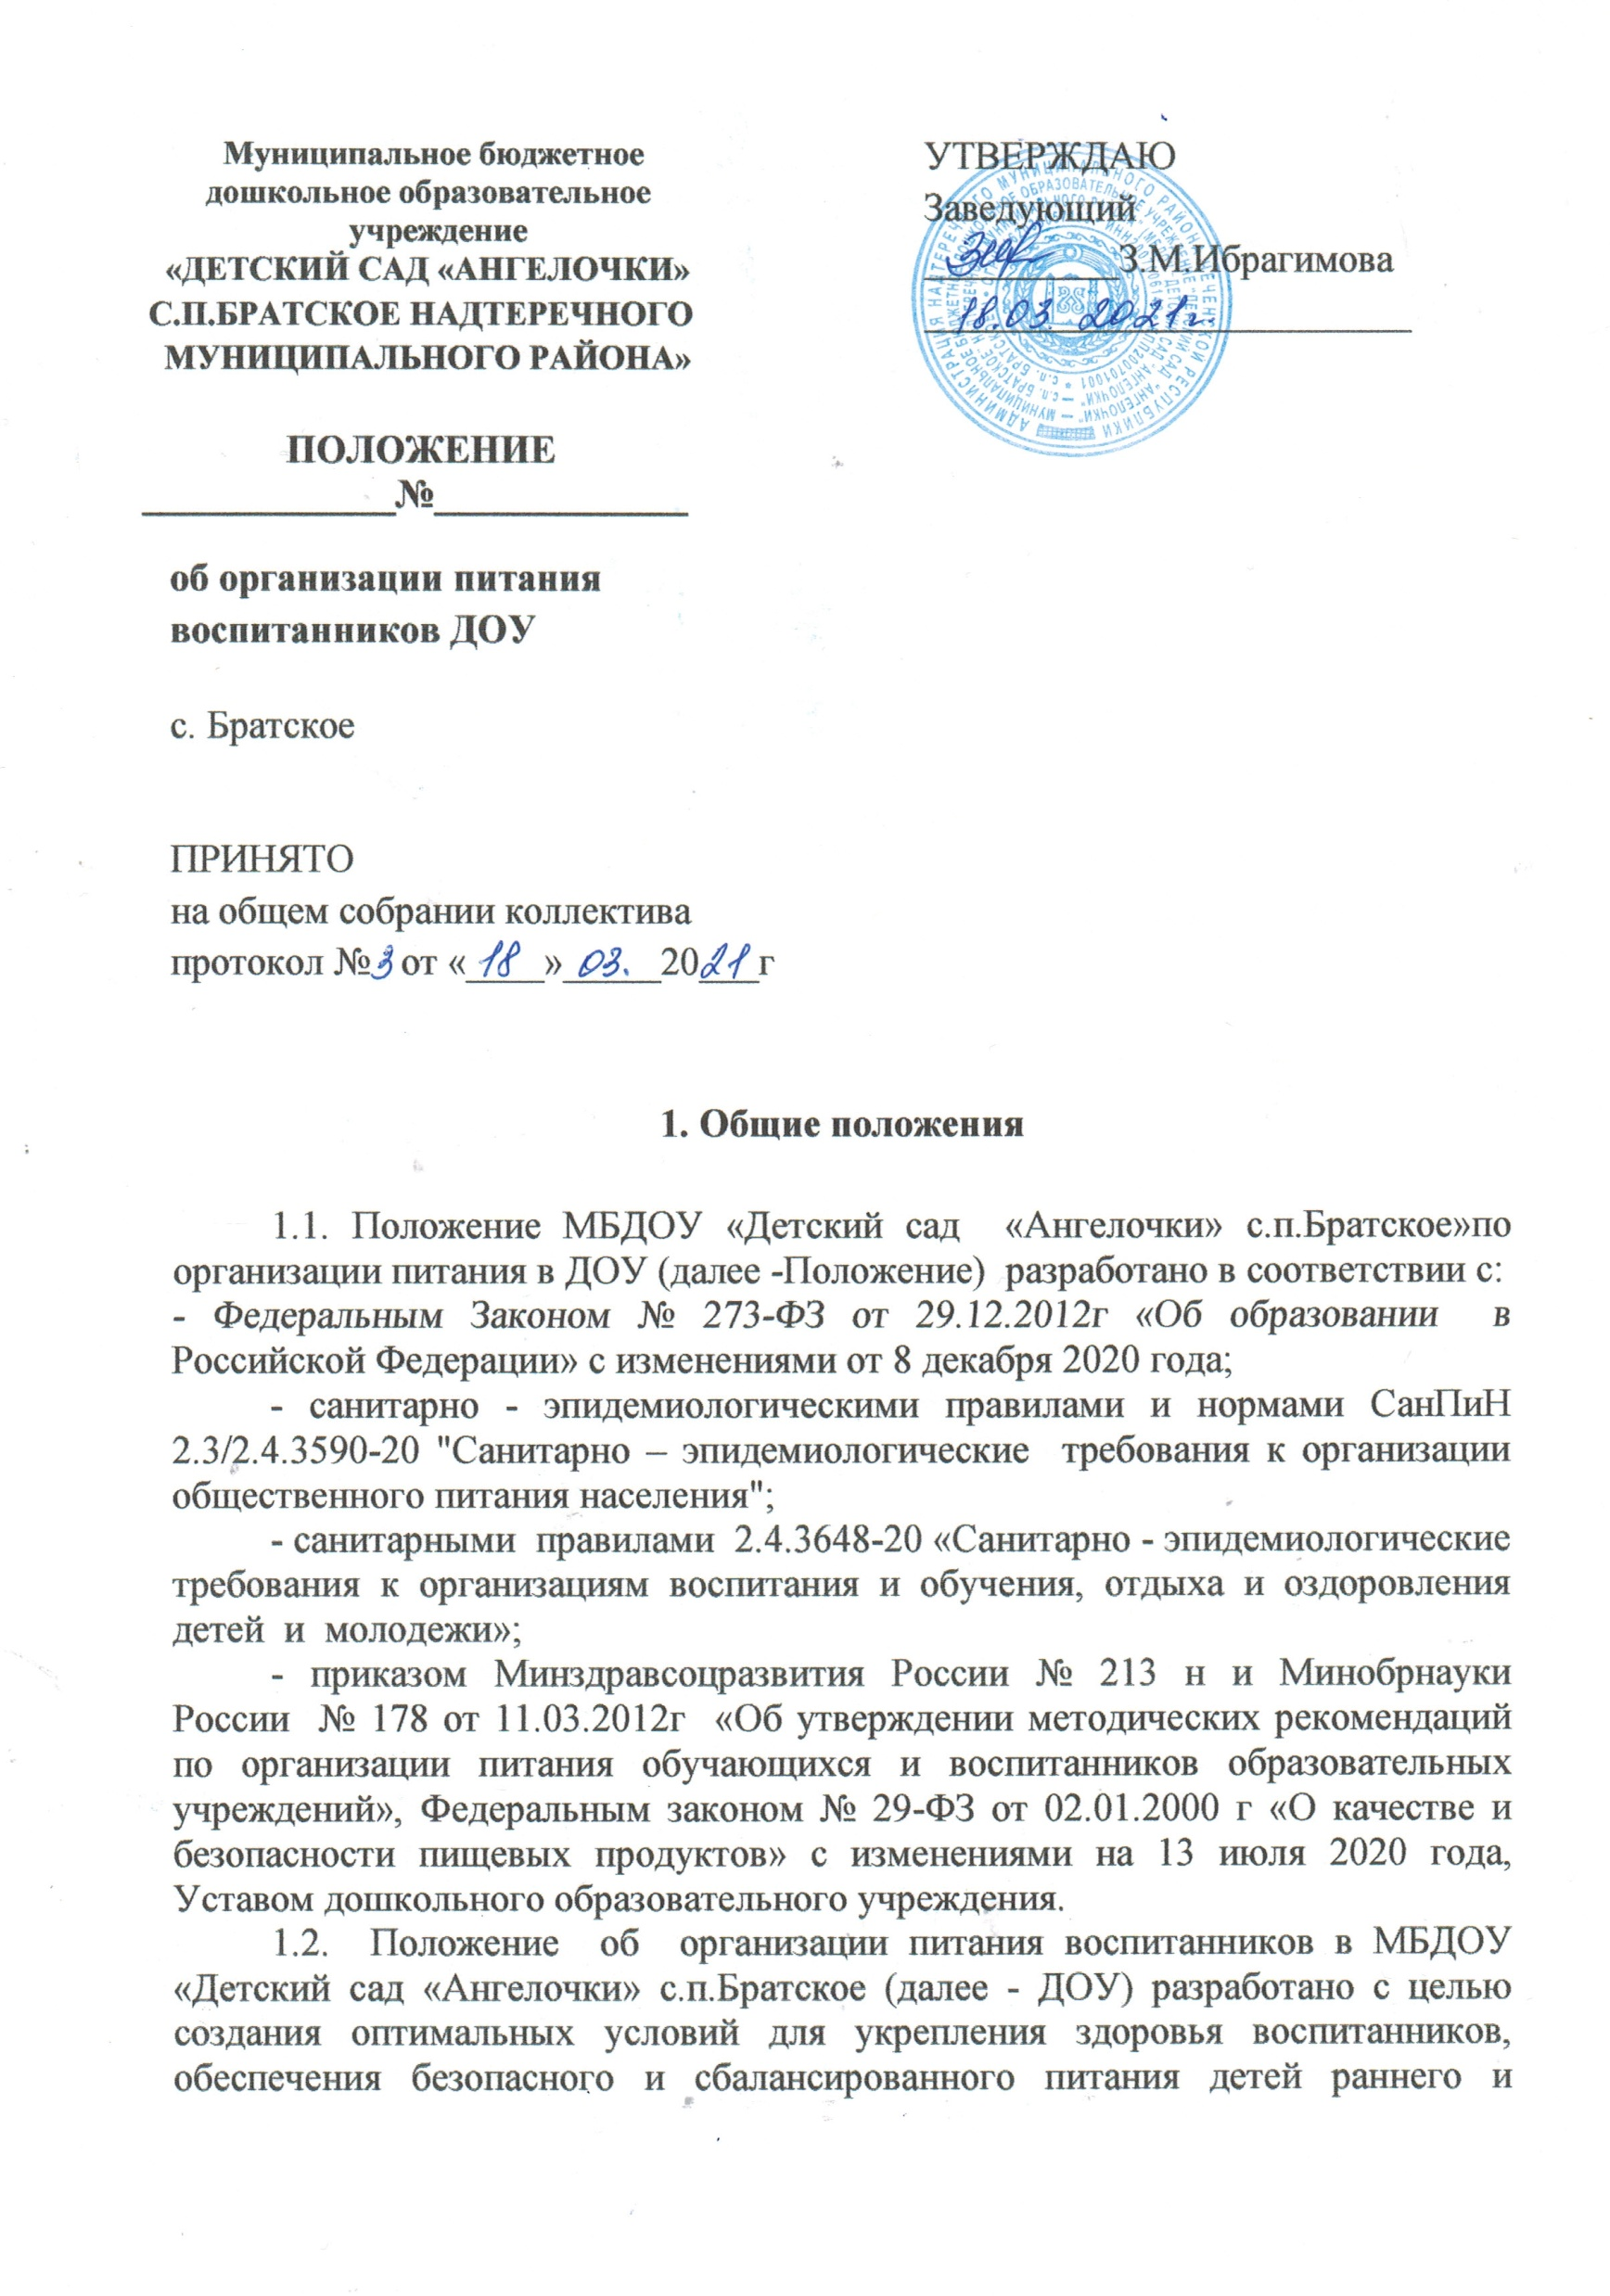 Муниципальное бюджетное
дошкольное образовательное
учреждение
«ДЕТСКИЙ САД «АНГЕЛОЧКИ»
С.П.БРАТСКОЕ НАДТЕРЕЧНОГО
МУНИЦИПАЛЬНОГО РАЙОНА»
ПОЛОЖЕНИЕ
_____________№_____________
об организации питания
воспитанников ДОУ
с. Братское
УТВЕРЖДАЮ
Заведующий
__________З.М.Ибрагимова
18.03. 2021г.
ПРИНЯТО
на общем собрании коллектива
протокол №3 от «18» 03. 2021 г
1. Общие положения
1.1. Положение МБДОУ «Детский сад «Ангелочки» с.п.Братское»по
организации питания в ДОУ (далее -Положение) разработано в соответствии с:
- Федеральным Законом № 273-ФЗ от 29.12.2012г «Об образовании в
Российской Федерации» с изменениями от 8 декабря 2020 года;
- санитарно - эпидемиологическими правилами и нормами СанПиН
2.3/2.4.3590-20 "Санитарно – эпидемиологические требования к организации
общественного питания населения";
- санитарными правилами 2.4.3648-20 «Санитарно - эпидемиологические
требования к организациям воспитания и обучения, отдыха и оздоровления
детей и молодежи»;
- приказом Минздравсоцразвития России № 213 н и Минобрнауки
России № 178 от 11.03.2012г «Об утверждении методических рекомендаций
по организации питания обучающихся и воспитанников образовательных
учреждений», Федеральным законом № 29-ФЗ от 02.01.2000 г «О качестве и
безопасности пищевых продуктов» с изменениями на 13 июля 2020 года,
Уставом дошкольного образовательного учреждения.
1.2. Положение об организации питания воспитанников в МБДОУ
«Детский сад «Ангелочки» с.п.Братское (далее - ДОУ) разработано с целью
создания оптимальных условий для укрепления здоровья воспитанников,
обеспечения безопасного и сбалансированного питания детей раннего и